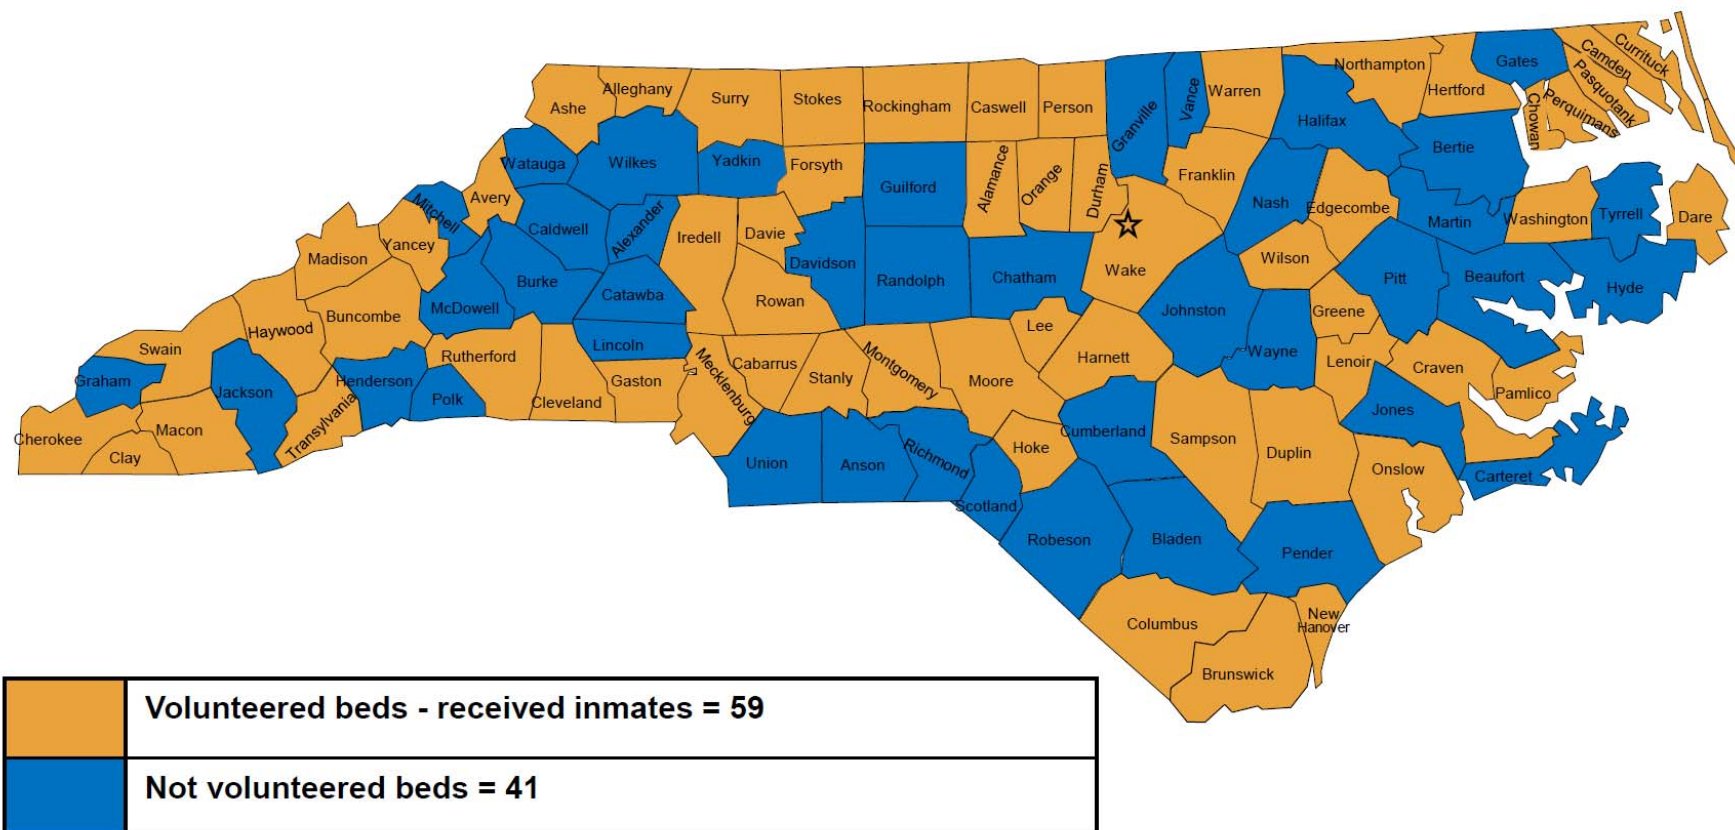 Ashe
Alleghany
Surry
Stokes
Rockingham
Caswell
Person
Granville
Vance
Warren
Northampton
Hertford
Gates
Camden
Currituck
Pasquotank
Perquimans
Chowan
Halifax
Bertie
Watauga
Wilkes
Yadkin
Forsyth
Guilford
Alamance
Orange
Durham
Franklin
Nash
Edgecombe
Martin
Washington
Tyrrell
Dare
Mitchell
Avery
Caldwell
Alexander
Iredell
Davie
Davidson
Randolph
Chatham
Wake
Wilson
Pitt
Beaufort
Hyde
Madison
Yancey
McDowell
Burke
Catawba
Rowan
Johnston
Greene
Wayne
Lenoir
Craven
Pamlico
Swain
Haywood
Buncombe
Rutherford
Lincoln
Gaston
Cleveland
Mecklenburg
Cabarrus
Stanly
Montgomery
Moore
Lee
Harnett
Graham
Jackson
Henderson
Polk
Transylvania
Cherokee
Macon
Clay
Union
Anson
Richmond
Scotland
Hoke
Cumberland
Sampson
Duplin
Jones
Onslow
Carteret
Robeson
Bladen
Pender
Columbus
New
Hanover
Brunswick
Volunteered beds - received inmates = 59
Not volunteered beds = 41